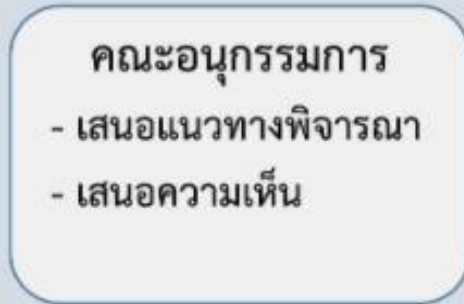 คณะอนุกรรมการ
- เสนอแนวทางพิจารณา
- เสนอความเห็น